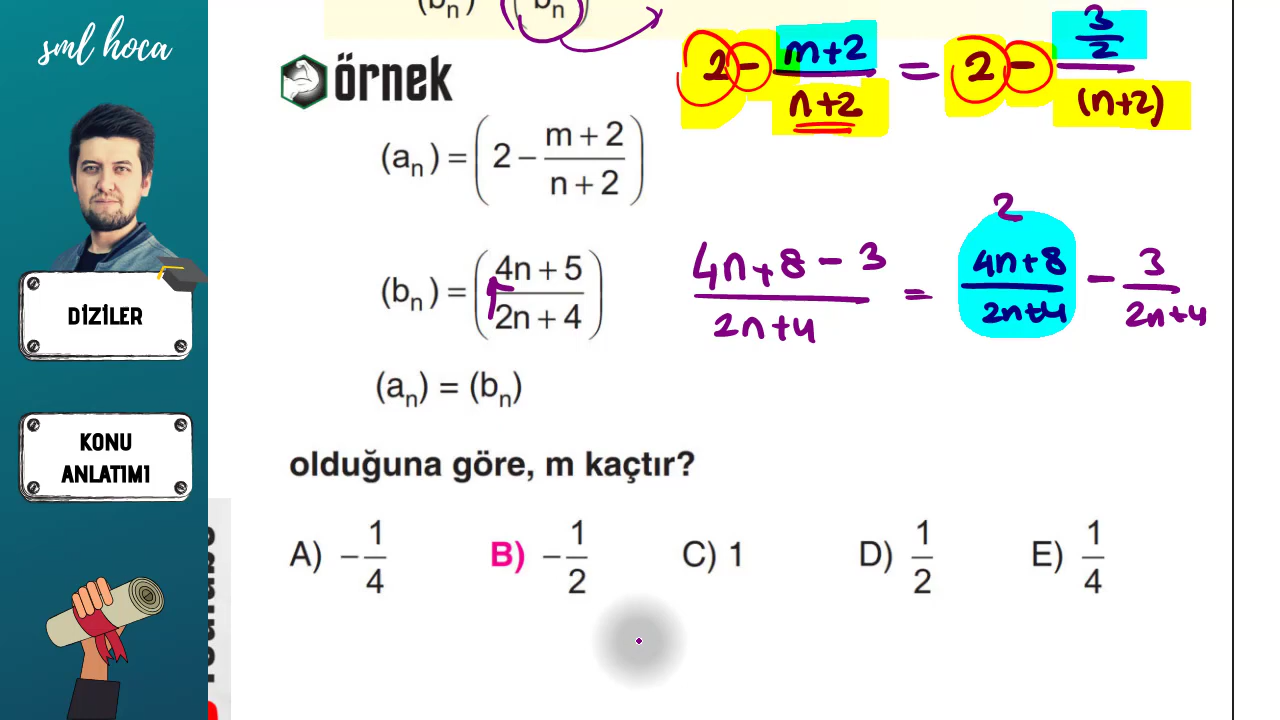 sml hoca
(bₙ) (bₙ)
örnek
2 - m+2 / n+2 = 2 - 3/2 / (n+2)
(aₙ) = (2 - m + 2 / n + 2)
2
4n+8-3 / 2n+4 = 4n+8 / 2n+4 - 3 / 2n+4
(bₙ) = (4n + 5 / 2n + 4)
DİZİLER
(aₙ) = (bₙ)
KONU
ANLATIMI
olduğuna göre, m kaçtır?
A) -1/4 B) -1/2 C) 1 D) 1/2 E) 1/4